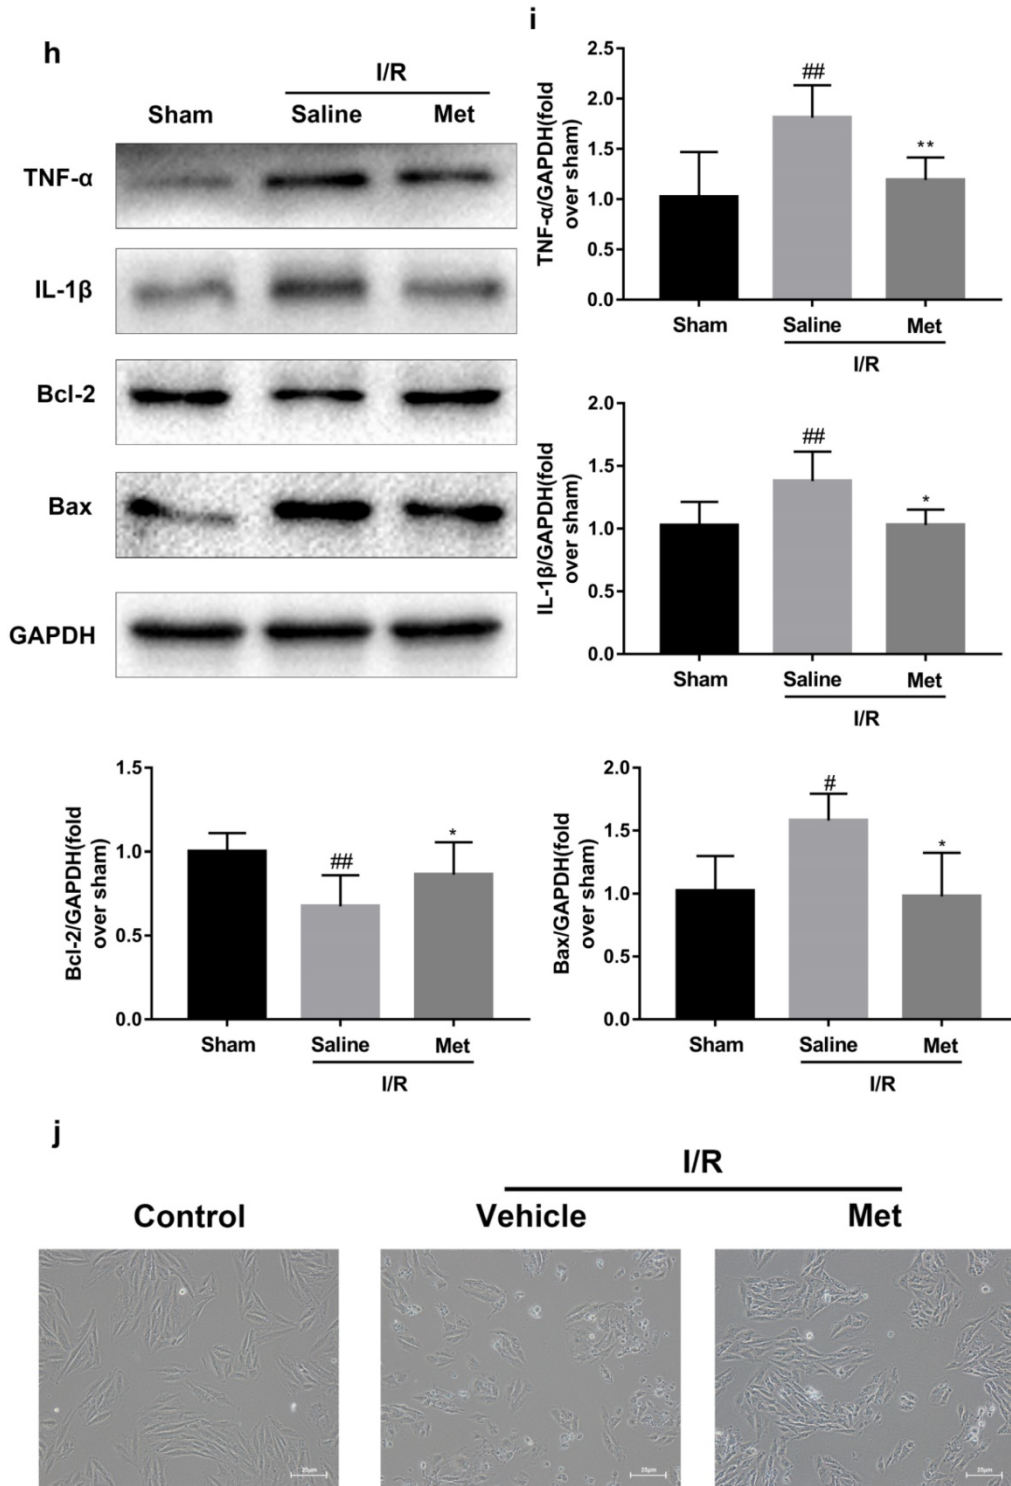 h
I/R
Sham Saline Met
TNF-α
IL-1β
Bcl-2
Bax
GAPDH
i
TNF-α/GAPDH(fold
over sham)
2.5
2.0
1.5
1.0
0.5
0.0
##
**
Sham Saline Met
I/R
IL-1β/GAPDH(fold
over sham)
2.0
1.5
1.0
0.5
0.0
##
*
Sham Saline Met
I/R
Bcl-2/GAPDH(fold
over sham)
1.5
1.0
0.5
0.0
##
*
Sham Saline Met
I/R
Bax/GAPDH(fold
over sham)
2.0
1.5
1.0
0.5
0.0
#
*
Sham Saline Met
I/R
j
I/R
Control Vehicle Met
25μm
25μm
25μm